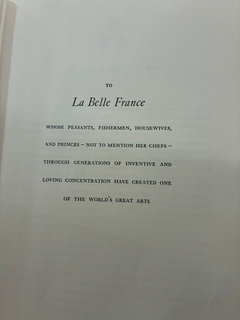 TO
La Belle France
WHOSE PEASANTS, FISHERMEN, HOUSEWIVES,
AND PRINCES – NOT TO MENTION HER CHEFS –
THROUGH GENERATIONS OF INVENTIVE AND
LOVING CONCENTRATION HAVE CREATED ONE
OF THE WORLD'S GREAT ARTS